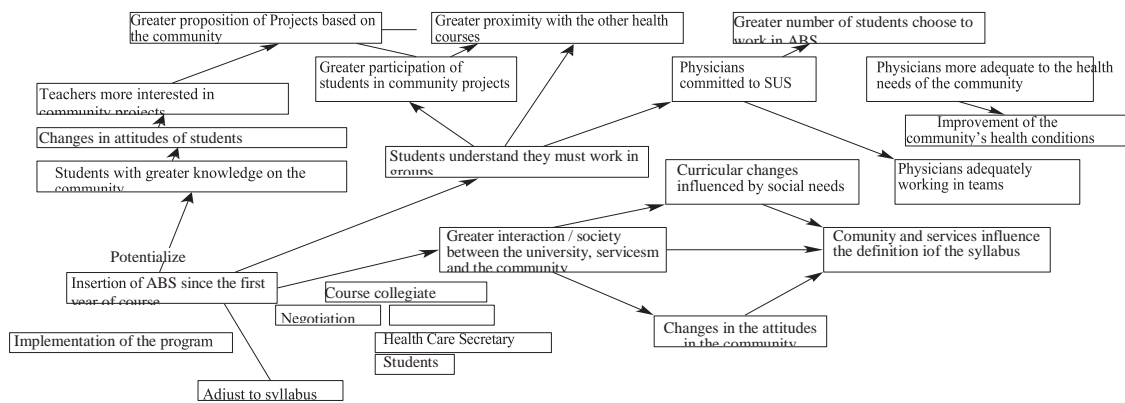 Greater proposition of Projects based on
the community
Greater proximity with the other health
courses
Greater number of students choose to
work in ABS
Greater participation of
students in community projects
Physicians
committed to SUS
Physicians more adequate to the health
needs of the community
Teachers more interested in
community projects
Changes in attitudes of students
Improvement of the
community's health conditions
Students understand they must work in
groups
Students with greater knowledge on the
community
Curricular changes
influenced by social needs
Physicians adequately
working in teams
Greater interaction / society
between the university, servicesm
and the community
Comunity and services influence
the definition iof the syllabus
Potentialize
Insertion of ABS since the first
year of course
Course collegiate
Negotiation
Changes in the attitudes
in the community
Implementation of the program
Health Care Secretary
Students
Adjust to syllabus